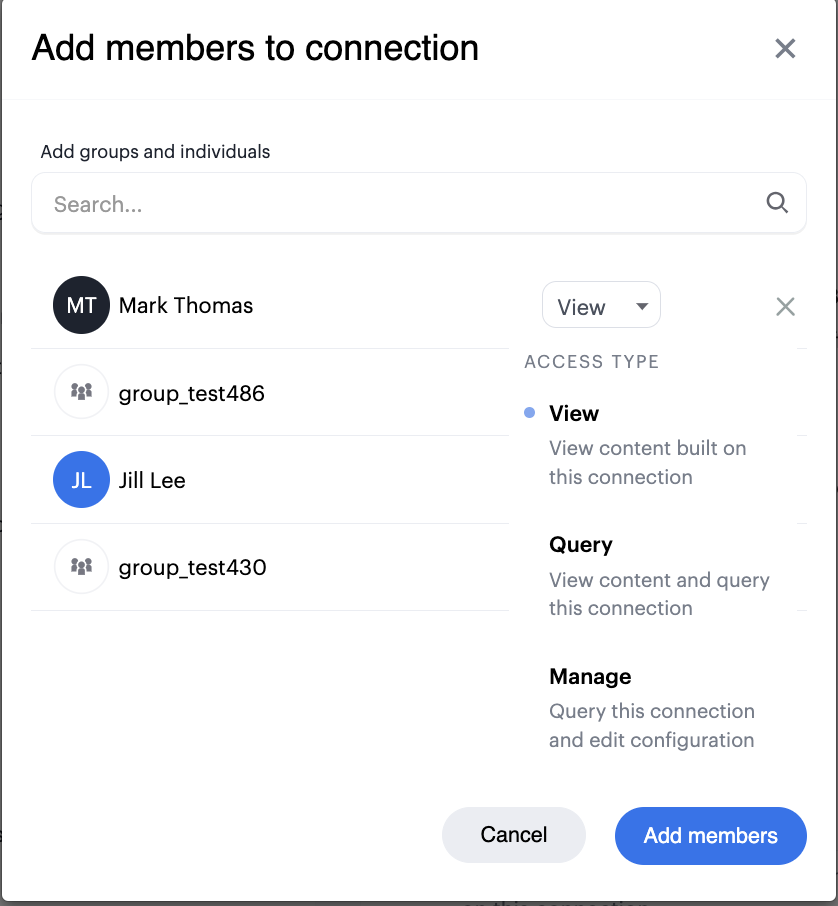 Add members to connection
Add groups and individuals
Search...
MT Mark Thomas View
ACCESS TYPE
group_test486
View
View content built on
this connection
JL Jill Lee
Query
View content and query
this connection
group_test430
Manage
Query this connection
and edit configuration
Cancel Add members